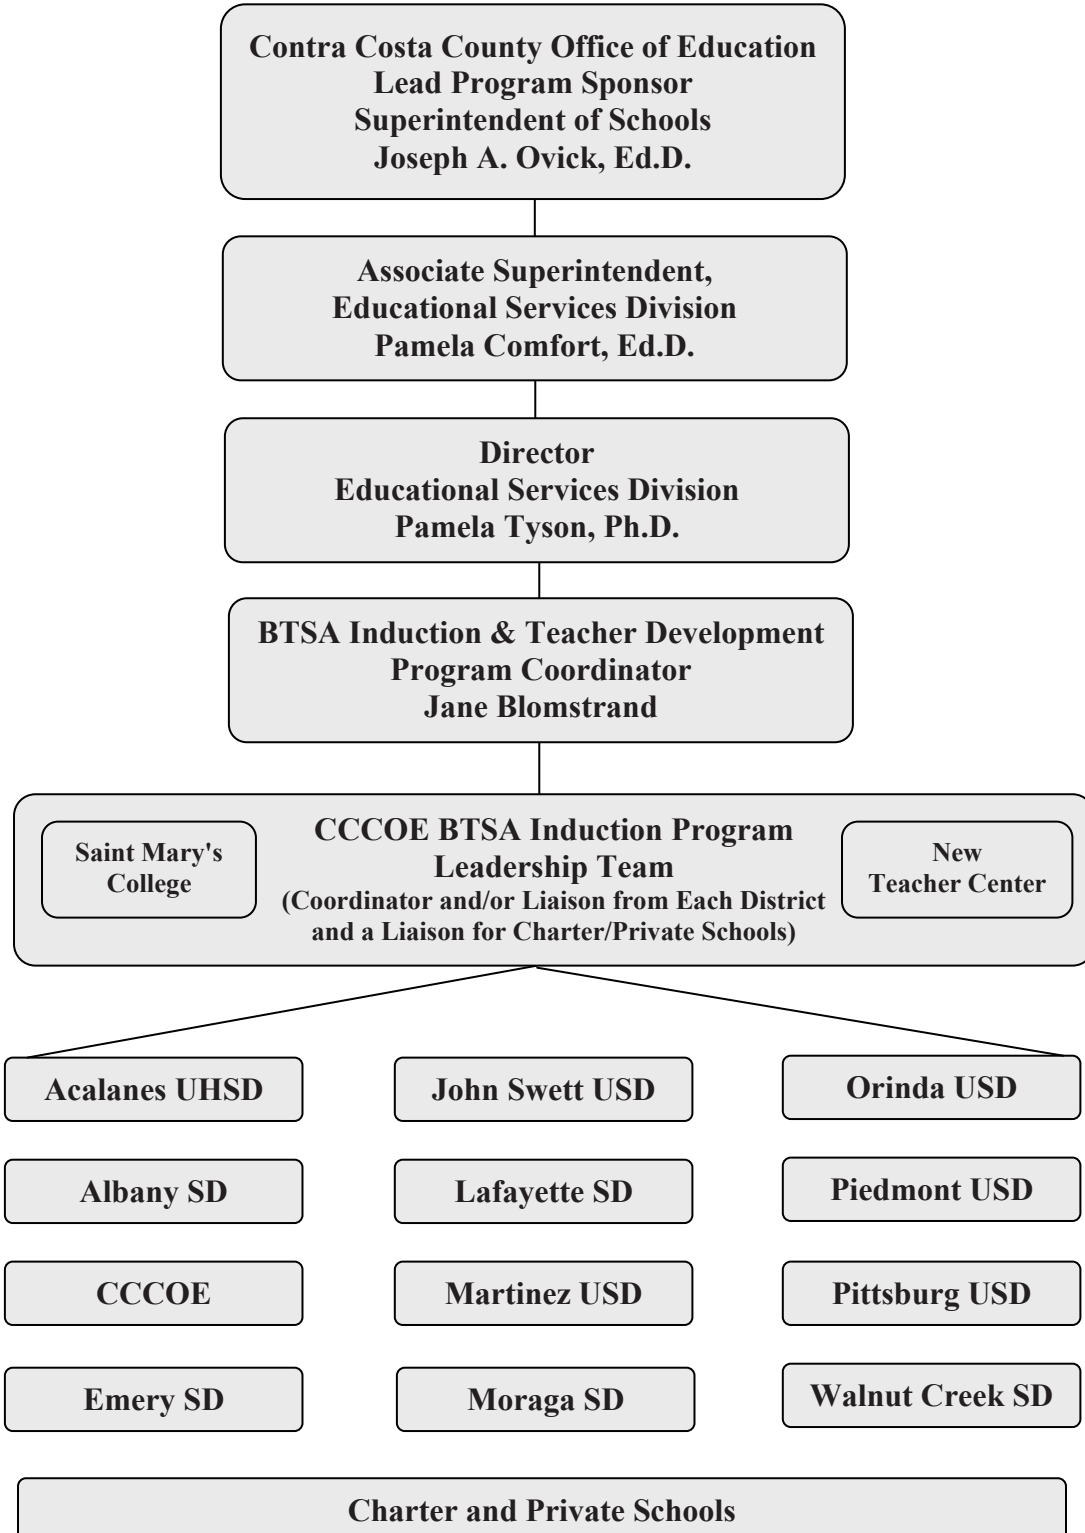 Contra Costa County Office of Education
Lead Program Sponsor
Superintendent of Schools
Joseph A. Ovick, Ed.D.
Associate Superintendent,
Educational Services Division
Pamela Comfort, Ed.D.
Director
Educational Services Division
Pamela Tyson, Ph.D.
BTSA Induction & Teacher Development
Program Coordinator
Jane Blomstrand
Saint Mary's
College
CCCOE BTSA Induction Program
Leadership Team
(Coordinator and/or Liaison from Each District
and a Liaison for Charter/Private Schools)
New
Teacher Center
Acalanes UHSD
John Swett USD
Orinda USD
Albany SD
Lafayette SD
Piedmont USD
CCCOE
Martinez USD
Pittsburg USD
Emery SD
Moraga SD
Walnut Creek SD
Charter and Private Schools